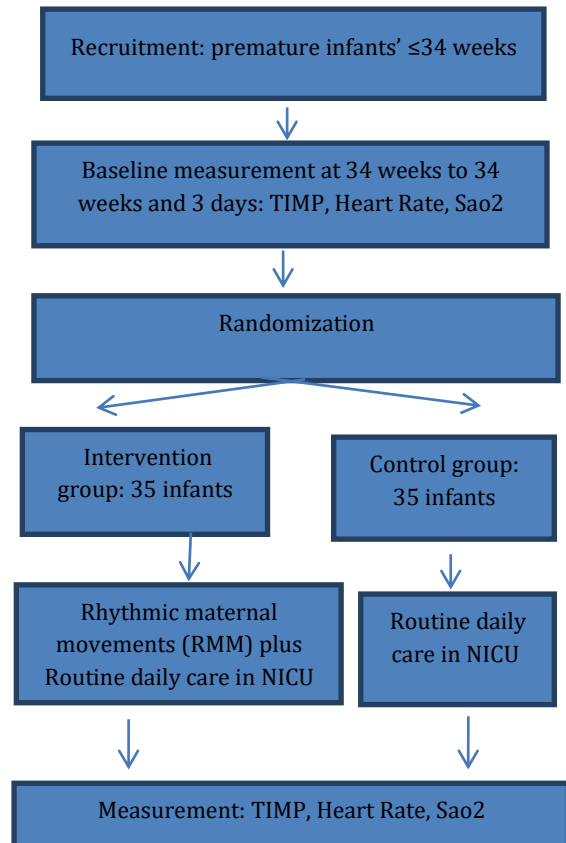 Recruitment: premature infants’ ≤34 weeks
Baseline measurement at 34 weeks to 34
weeks and 3 days: TIMP, Heart Rate, Sao2
Randomization
Intervention
group: 35 infants
Control group:
35 infants
Rhythmic maternal
movements (RMM) plus
Routine daily care in NICU
Routine daily
care in NICU
Measurement: TIMP, Heart Rate, Sao2